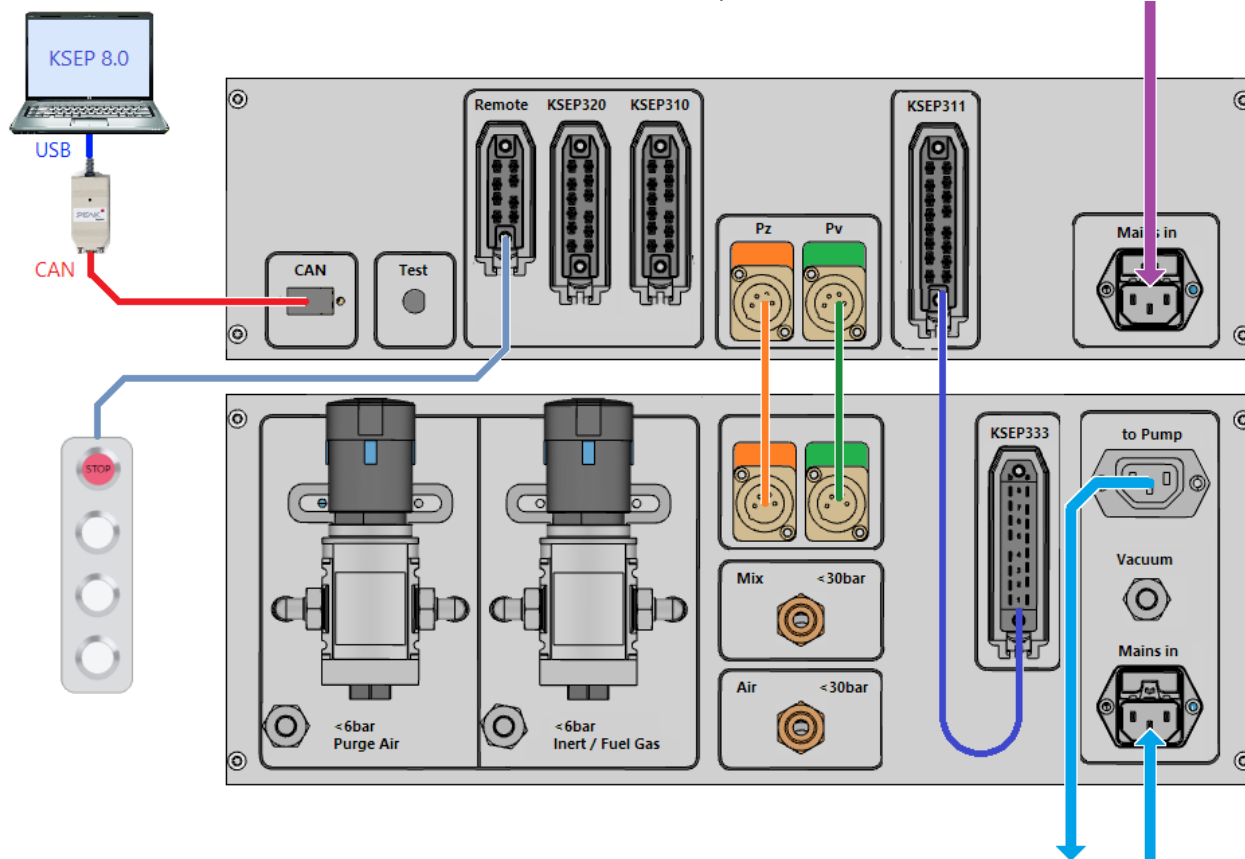 KSEP 8.0
USB
PEAK
CAN
Remote KSEP320 KSEP310
KSEP311
Pz Pv
Mains in
CAN
Test
STOP
KSEP333
to Pump
Vacuum
Mains in
Mix <30bar
Air <30bar
<6bar
Purge Air
<6bar
Inert / Fuel Gas